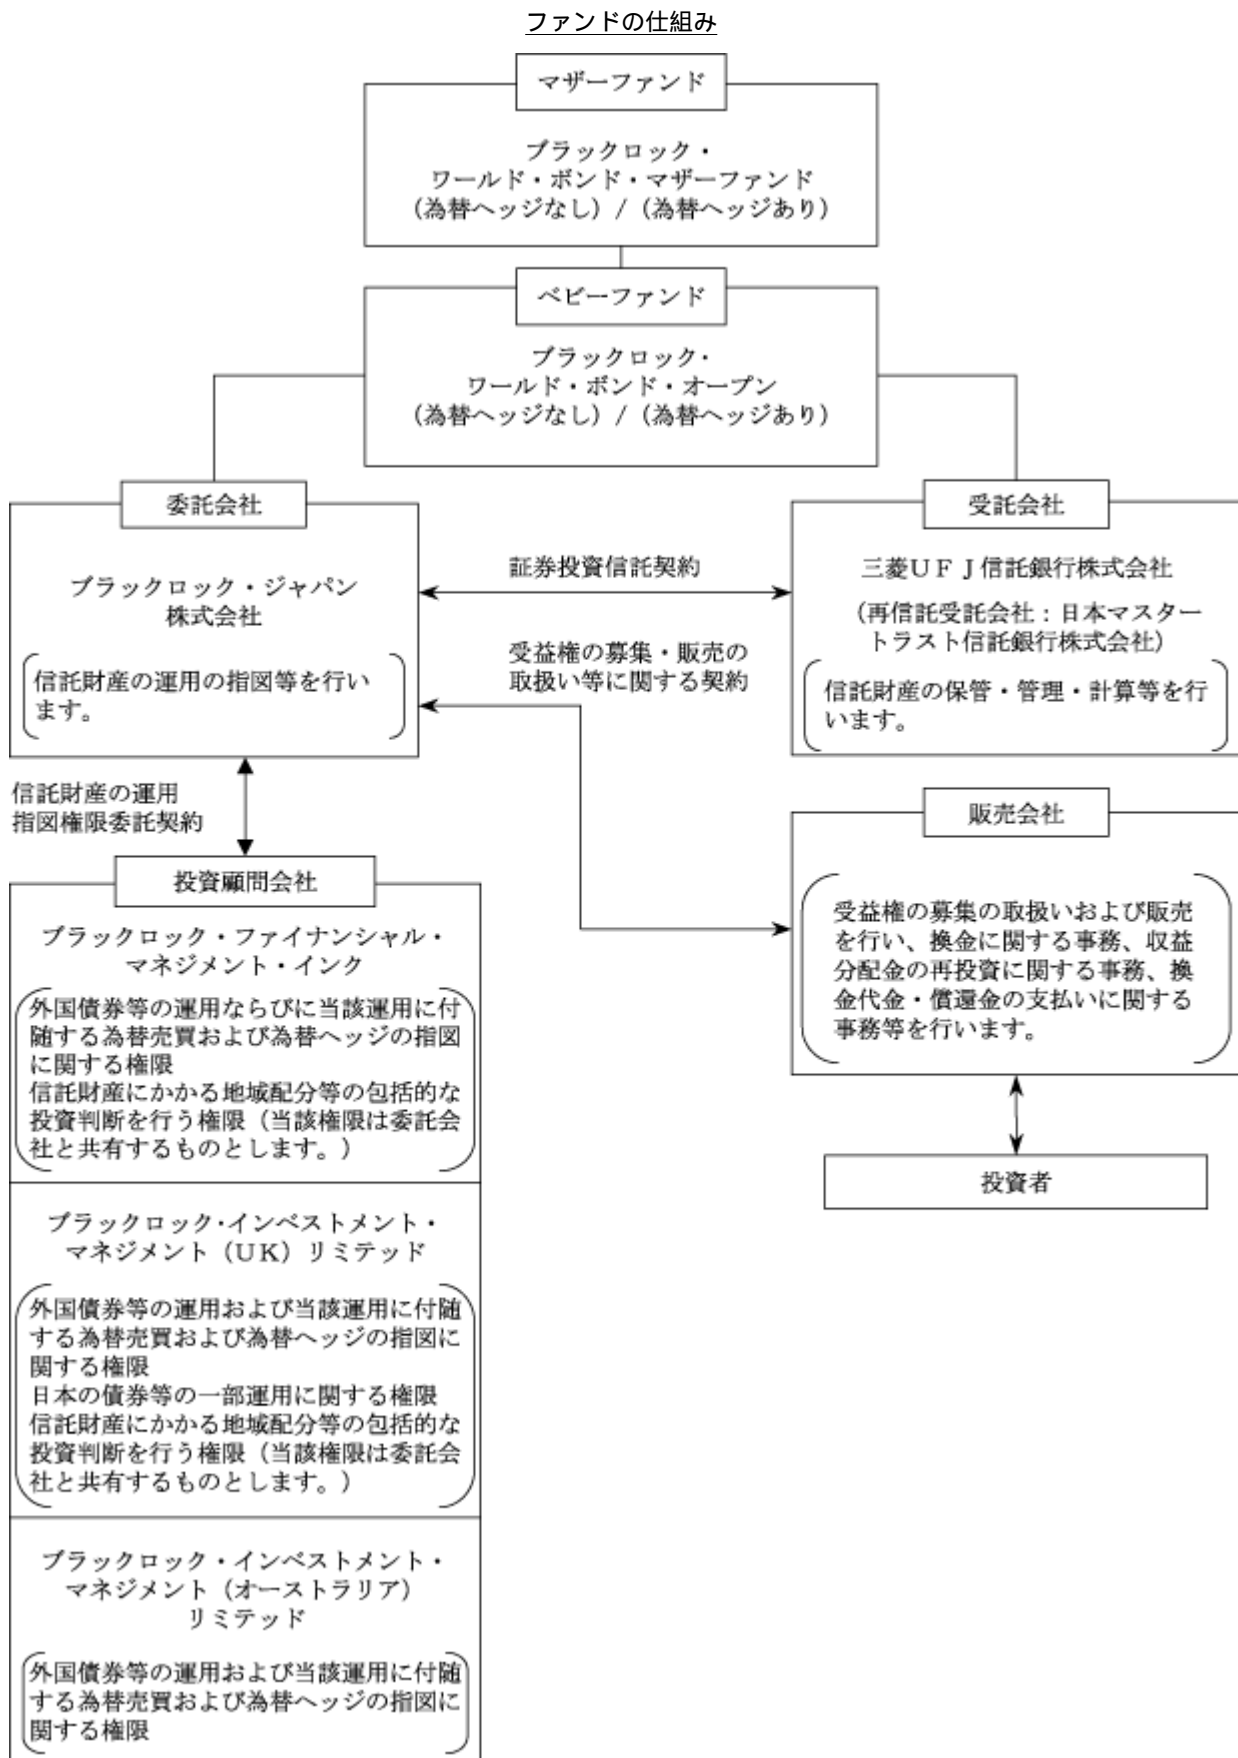 ファンドの仕組み
マザーファンド
ブラックロック・
ワールド・ボンド・マザーファンド
（為替ヘッジなし）/（為替ヘッジあり）
ベビーファンド
ブラックロック・
ワールド・ボンド・オープン
（為替ヘッジなし）/（為替ヘッジあり）
委託会社
ブラックロック・ジャパン
株式会社
信託財産の運用の指図等を行い
ます。
証券投資信託契約
受益権の募集・販売の
取扱い等に関する契約
受託会社
三菱ＵＦＪ信託銀行株式会社
（再信託受託会社：日本マスター
トラスト信託銀行株式会社）
信託財産の保管・管理・計算等を行
います。
信託財産の運用
指図権限委託契約
販売会社
受益権の募集の取扱いおよび販売
を行い、換金に関する事務、収益
分配金の再投資に関する事務、換
金代金・償還金の支払いに関する
事務等を行います。
投資者
投資顧問会社
ブラックロック・ファイナンシャル・
マネジメント・インク
外国債券等の運用ならびに当該運用に付
随する為替売買および為替ヘッジの指図
に関する権限
信託財産にかかる地域配分等の包括的な
投資判断を行う権限（当該権限は委託会
社と共有するものとします。）
ブラックロック・インベストメント・
マネジメント（ＵＫ）リミテッド
外国債券等の運用および当該運用に付随
する為替売買および為替ヘッジの指図に
関する権限
日本の債券等の一部運用に関する権限
信託財産にかかる地域配分等の包括的な
投資判断を行う権限（当該権限は委託会
社と共有するものとします。）
ブラックロック・インベストメント・
マネジメント（オーストラリア）
リミテッド
外国債券等の運用および当該運用に付随
する為替売買および為替ヘッジの指図に
関する権限